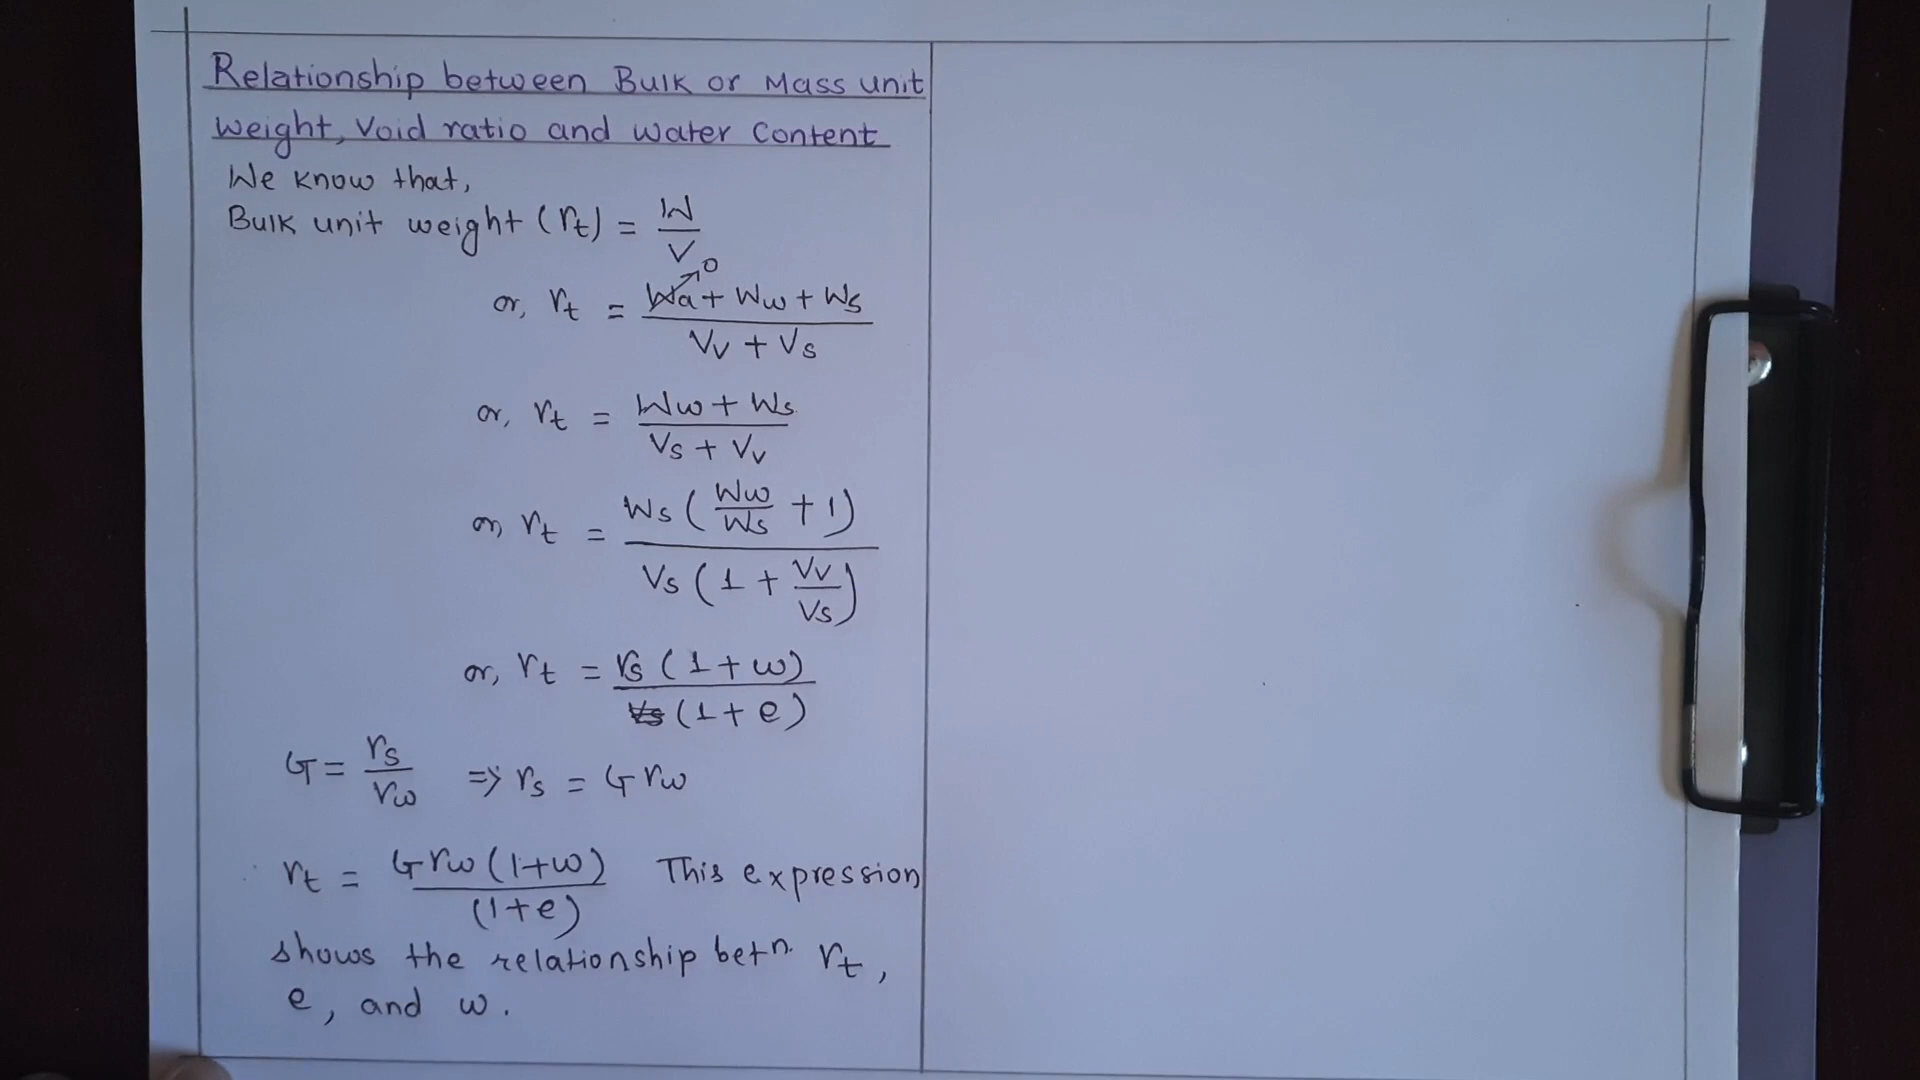 Relationship between Bulk or Mass unit
weight, Void ratio and water Content
We know that,
Bulk unit weight (γt) = W/V
or, γt = (Wa→0 + Ww + Ws)/(Vv + Vs)
or, γt = (Ww + Ws)/(Vs + Vv)
or, γt = Ws(Ww/Ws + 1)/Vs(1 + Vv/Vs)
or, γt = γs(1+w)/(1+e)
G = γs/γw => γs = Gγw
γt = Gγw(1+w)/(1+e) This expression
shows the relationship betn. γt,
e, and w.